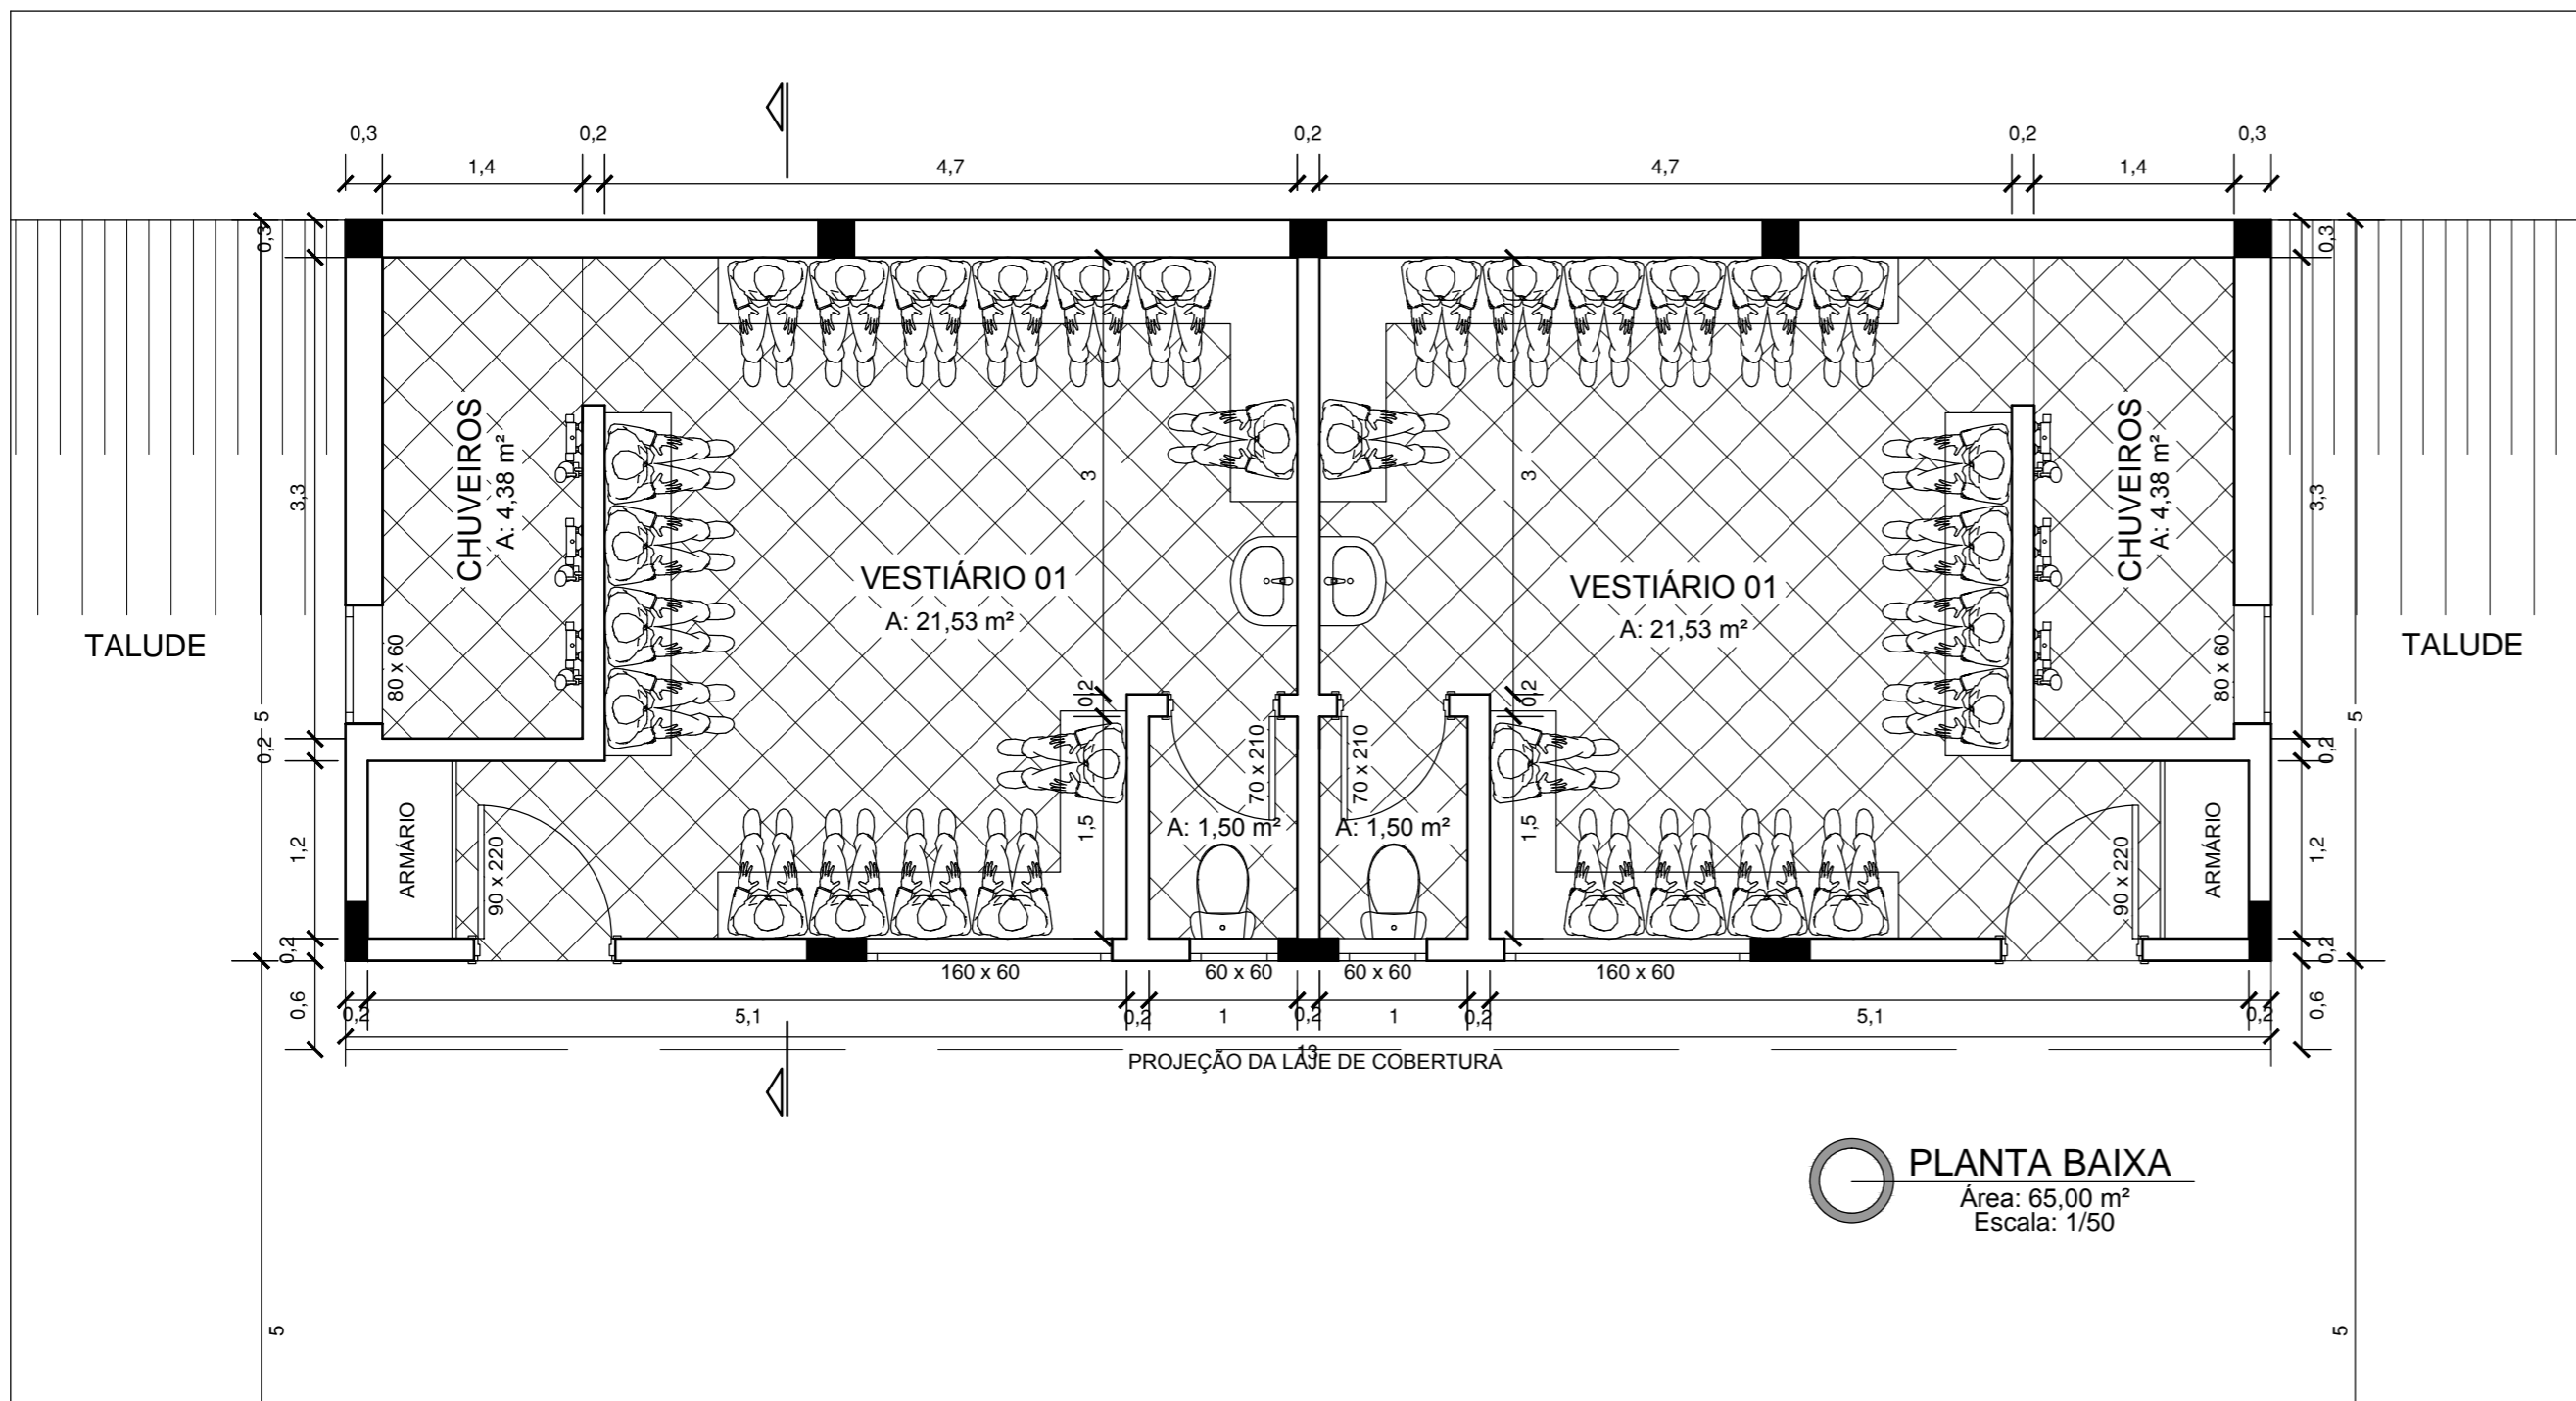 0,3
0,2
0,2
0,2
0,3
1,4
4,7
4,7
1,4
0,3
0,3
3,3
3
3
3,3
CHUVEIROS
A: 4,38 m²
CHUVEIROS
A: 4,38 m²
VESTIÁRIO 01
A: 21,53 m²
VESTIÁRIO 01
A: 21,53 m²
TALUDE
TALUDE
80 x 60
80 x 60
0,2
0,2
5
5
0,2
0,2
70 x 210
70 x 210
A: 1,50 m²
A: 1,50 m²
1,5
1,5
1,2
1,2
ARMÁRIO
ARMÁRIO
90 x 220
90 x 220
0,2
0,2
160 x 60
60 x 60
60 x 60
160 x 60
0,6
0,6
0,2
5,1
0,2
1
0,2
1
0,2
5,1
0,2
13
PROJEÇÃO DA LAJE DE COBERTURA
PLANTA BAIXA
Área: 65,00 m²
Escala: 1/50
5
5